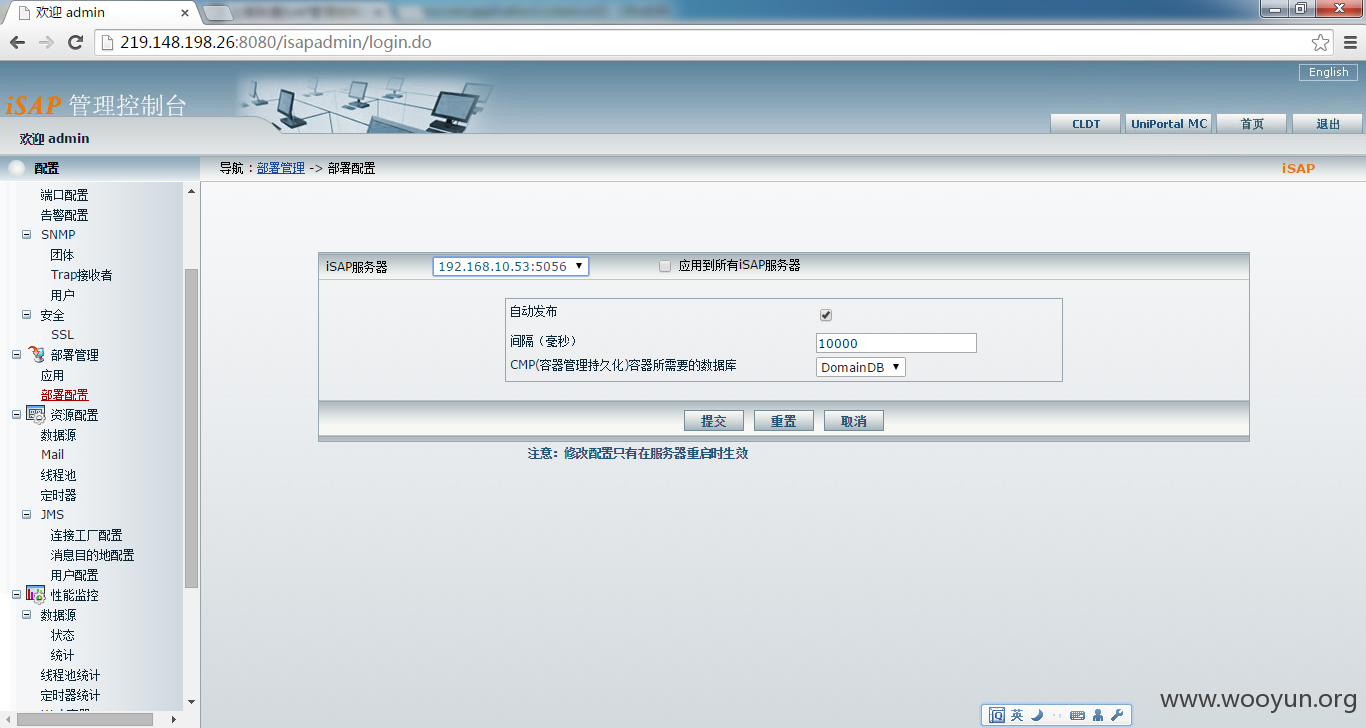 欢迎 admin
219.148.198.26:8080/isapadmin/login.do
English
iSAP 管理控制台
欢迎 admin
CLDT UniPortal MC 首页 退出
配置
导航：部署管理 -> 部署配置
iSAP
端口配置
告警配置
SNMP
团体
Trap接收者
用户
安全
SSL
部署管理
应用
部署配置
资源配置
数据源
Mail
线程池
定时器
JMS
连接工厂配置
消息目的地配置
用户配置
性能监控
数据源
状态
统计
线程池统计
定时器统计
iSAP服务器 192.168.10.53:5056 应用到所有iSAP服务器
自动发布
间隔（毫秒） 10000
CMP(容器管理持久化)容器所需要的数据库 DomainDB
提交 重置 取消
注意：修改配置只有在服务器重启时生效
英
www.wooyun.org